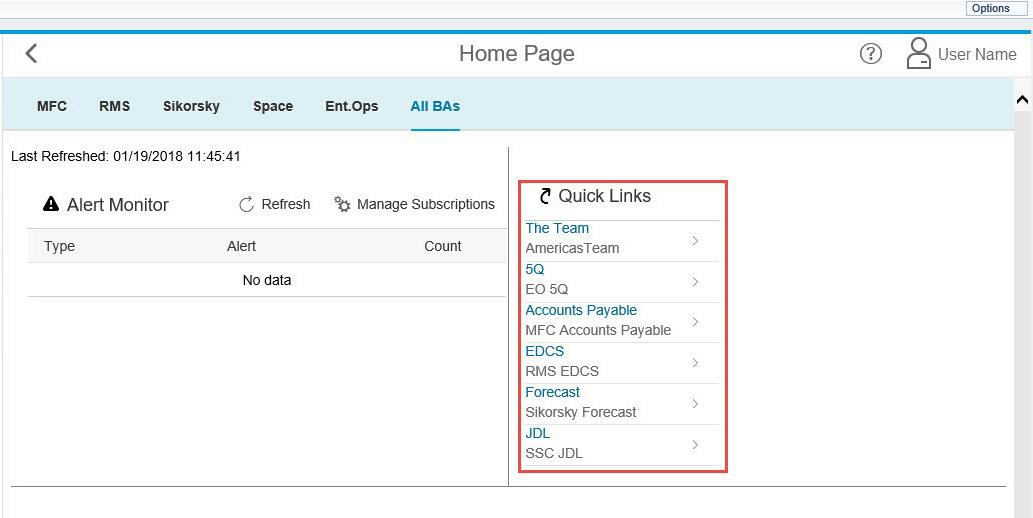 Options
Home Page
User Name
MFC RMS Sikorsky Space Ent.Ops All BAs
Last Refreshed: 01/19/2018 11:45:41
Alert Monitor Refresh Manage Subscriptions
Type Alert Count
No data
Quick Links
The Team
AmericasTeam
5Q
EO 5Q
Accounts Payable
MFC Accounts Payable
EDCS
RMS EDCS
Forecast
Sikorsky Forecast
JDL
SSC JDL